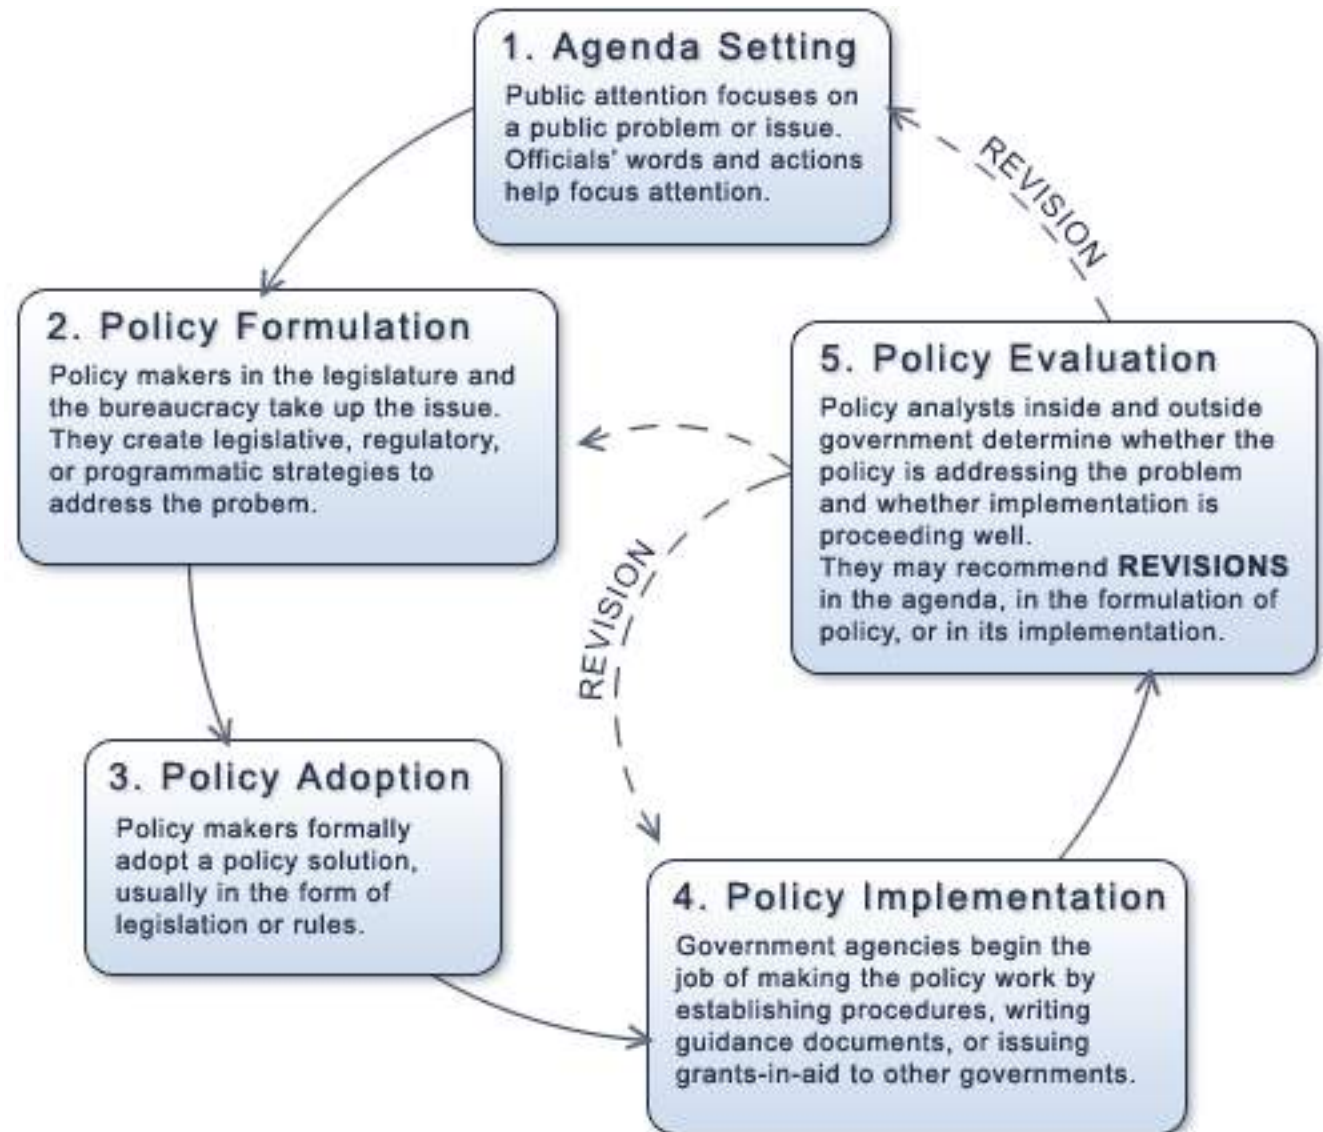 1. Agenda Setting
Public attention focuses on
a public problem or issue.
Officials' words and actions
help focus attention.
REVISION
2. Policy Formulation
Policy makers in the legislature and
the bureaucracy take up the issue.
They create legislative, regulatory,
or programmatic strategies to
address the probem.
5. Policy Evaluation
Policy analysts inside and outside
government determine whether the
policy is addressing the problem
and whether implementation is
proceeding well.
They may recommend REVISIONS
in the agenda, in the formulation of
policy, or in its implementation.
REVISION
3. Policy Adoption
Policy makers formally
adopt a policy solution,
usually in the form of
legislation or rules.
4. Policy Implementation
Government agencies begin the
job of making the policy work by
establishing procedures, writing
guidance documents, or issuing
grants-in-aid to other governments.